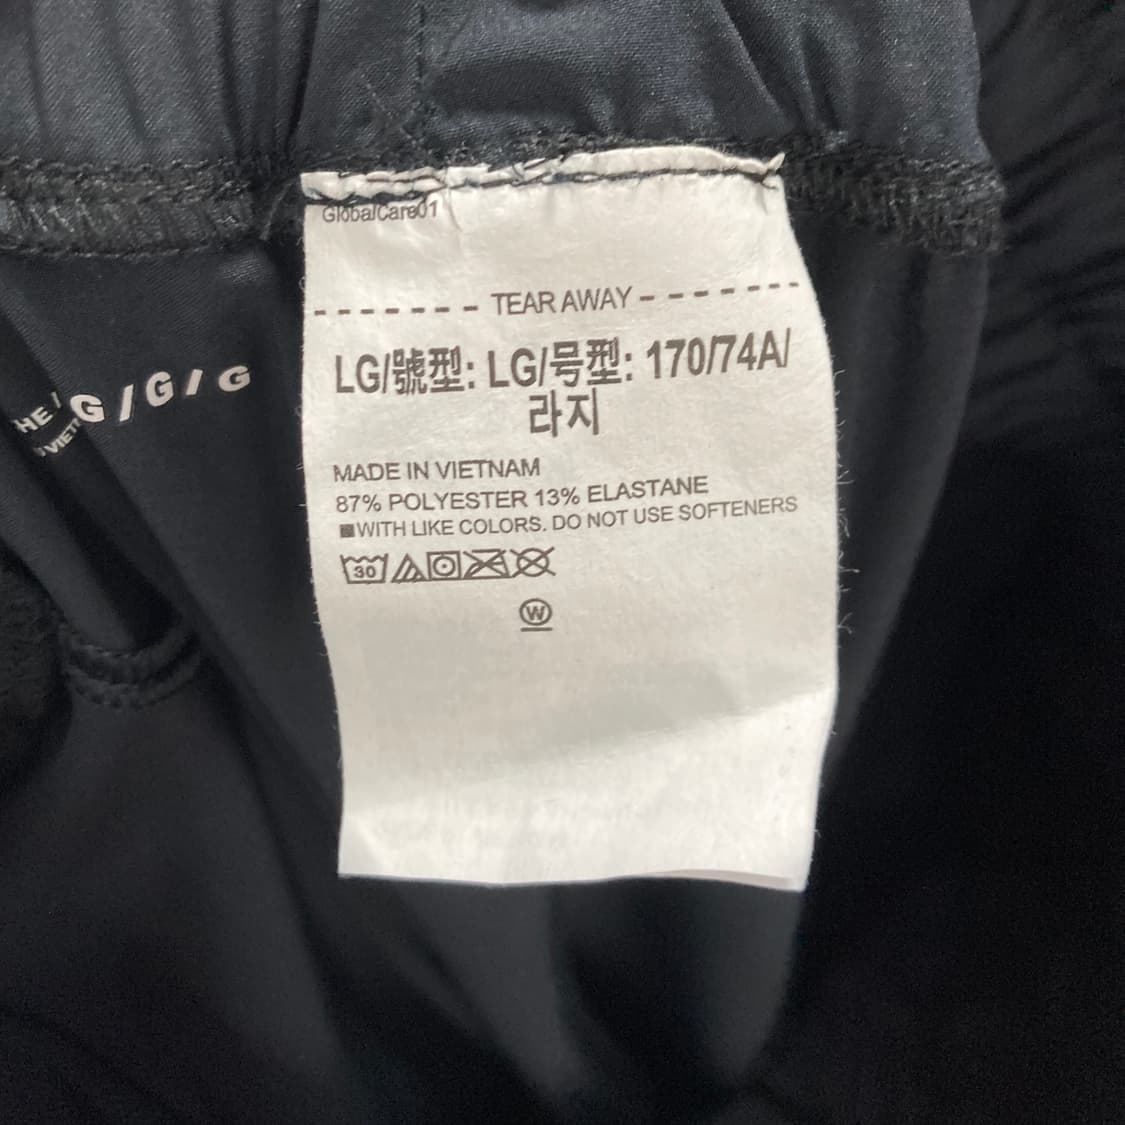 GlobalCare01
TEAR AWAY
LG/號型: LG/号型: 170/74A/
라지
MADE IN VIETNAM
87% POLYESTER 13% ELASTANE
■WITH LIKE COLORS. DO NOT USE SOFTENERS
30
W
G / G / G